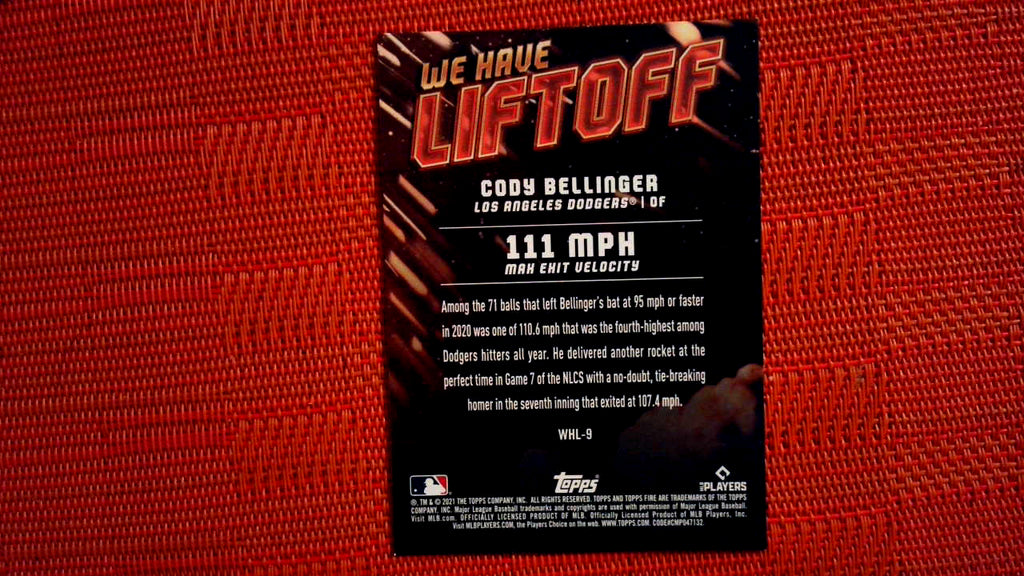 WE HAVE
LIFTOFF
CODY BELLINGER
LOS ANGELES DODGERS® | OF
111 MPH
MAX EXIT VELOCITY
Among the 71 balls that left Bellinger's bat at 95 mph or faster
in 2020 was one of 110.6 mph that was the fourth-highest among
Dodgers hitters all year. He delivered another rocket at the
perfect time in Game 7 of the NLCS with a no-doubt, tie-breaking
homer in the seventh inning that exited at 107.4 mph.
WHL-9
Topps®
MLB PLAYERS
®, TM & © 2021 THE TOPPS COMPANY, INC. ALL RIGHTS RESERVED. TOPPS AND TOPPS FIRE ARE TRADEMARKS OF THE TOPPS
COMPANY, INC. Major League Baseball trademarks and copyrights are used with permission of Major League Baseball.
Visit MLB.com. OFFICIALLY LICENSED PRODUCT OF MLB. Officially Licensed Product of MLB Players, Inc.
Visit MLBPLAYERS.COM, the Players Choice on the web. WWW.TOPPS.COM. CODE#CMP047132.